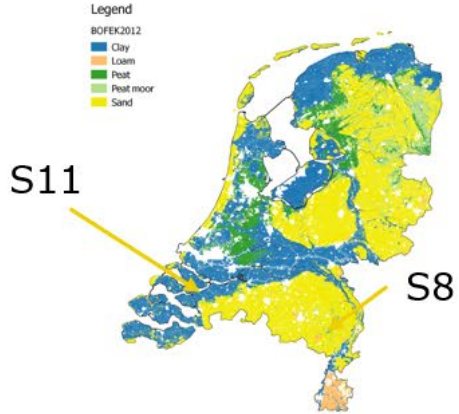 Legend
BOFEK2012
Clay
Loam
Peat
Peat moor
Sand
S11
S8